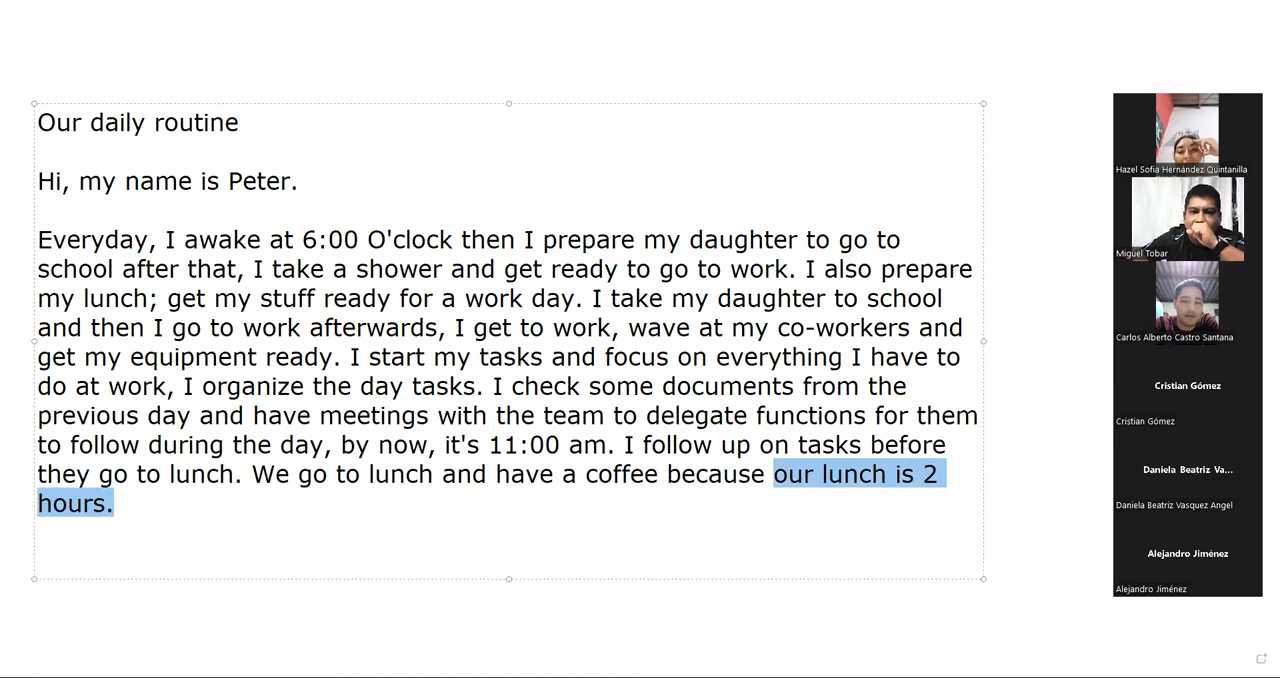 Our daily routine
Hi, my name is Peter.
Everyday, I awake at 6:00 O'clock then I prepare my daughter to go to
school after that, I take a shower and get ready to go to work. I also prepare
my lunch; get my stuff ready for a work day. I take my daughter to school
and then I go to work afterwards, I get to work, wave at my co-workers and
get my equipment ready. I start my tasks and focus on everything I have to
do at work, I organize the day tasks. I check some documents from the
previous day and have meetings with the team to delegate functions for them
to follow during the day, by now, it's 11:00 am. I follow up on tasks before
they go to lunch. We go to lunch and have a coffee because our lunch is 2
hours.
Hazel Sofia Hernández Quintanilla
Miguel Tobar
Carlos Alberto Castro Santana
Cristian Gómez
Cristian Gómez
Daniela Beatriz Va...
Daniela Beatriz Vasquez Angel
Alejandro Jiménez
Alejandro Jiménez